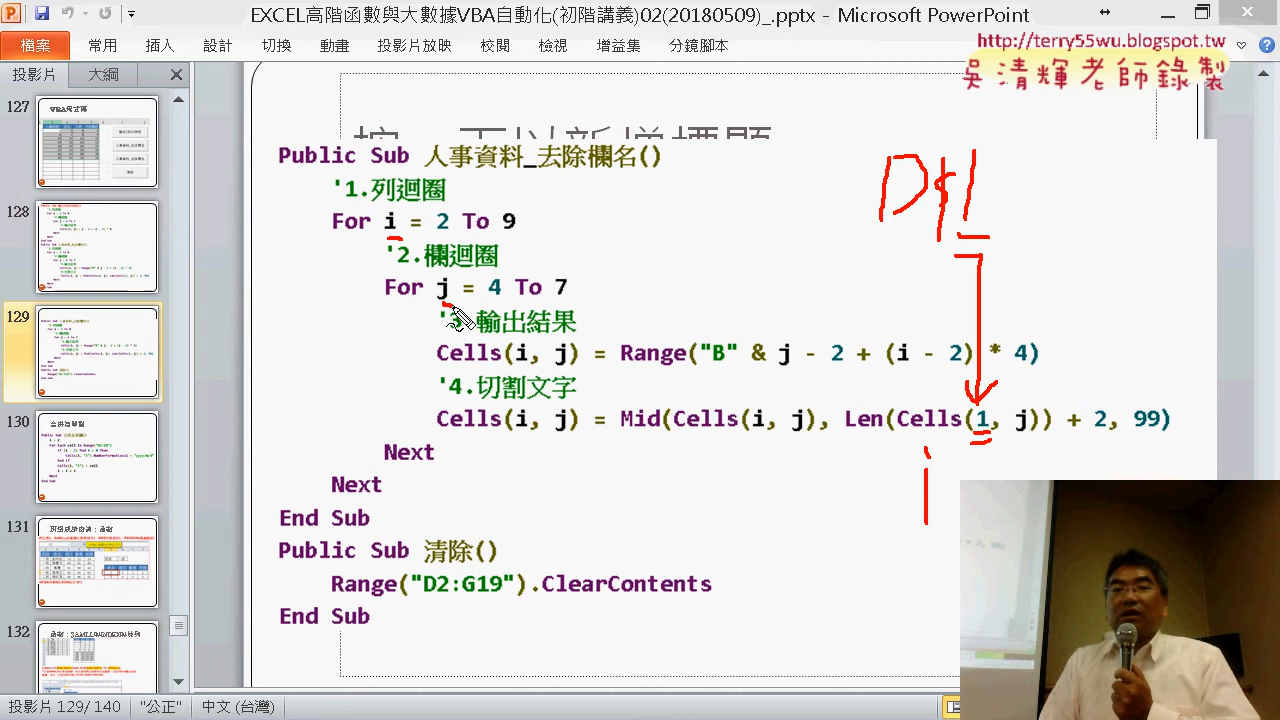 EXCEL高階函數與大數據VBA自動化(初階講義)02(20180509)_.pptx - Microsoft PowerPoint
檔案 常用 插入 設計 切換 動畫 投影片放映 校閱 檢視 增益集 分鏡腳本
http://terry55wu.blogspot.tw
吳清輝老師錄製
投影片 大綱
127
128
129
130
131
132
Public Sub 人事資料_去除欄名()
'1.列迴圈
For i = 2 To 9
'2.欄迴圈
For j = 4 To 7
'3.輸出結果
Cells(i, j) = Range("B" & j - 2 + (i - 2) * 4)
'4.切割文字
Cells(i, j) = Mid(Cells(i, j), Len(Cells(1, j)) + 2, 99)
Next
Next
End Sub
Public Sub 清除()
Range("D2:G19").ClearContents
End Sub
D$1
投影片 129/ 140 "公正" 中文 (台灣)